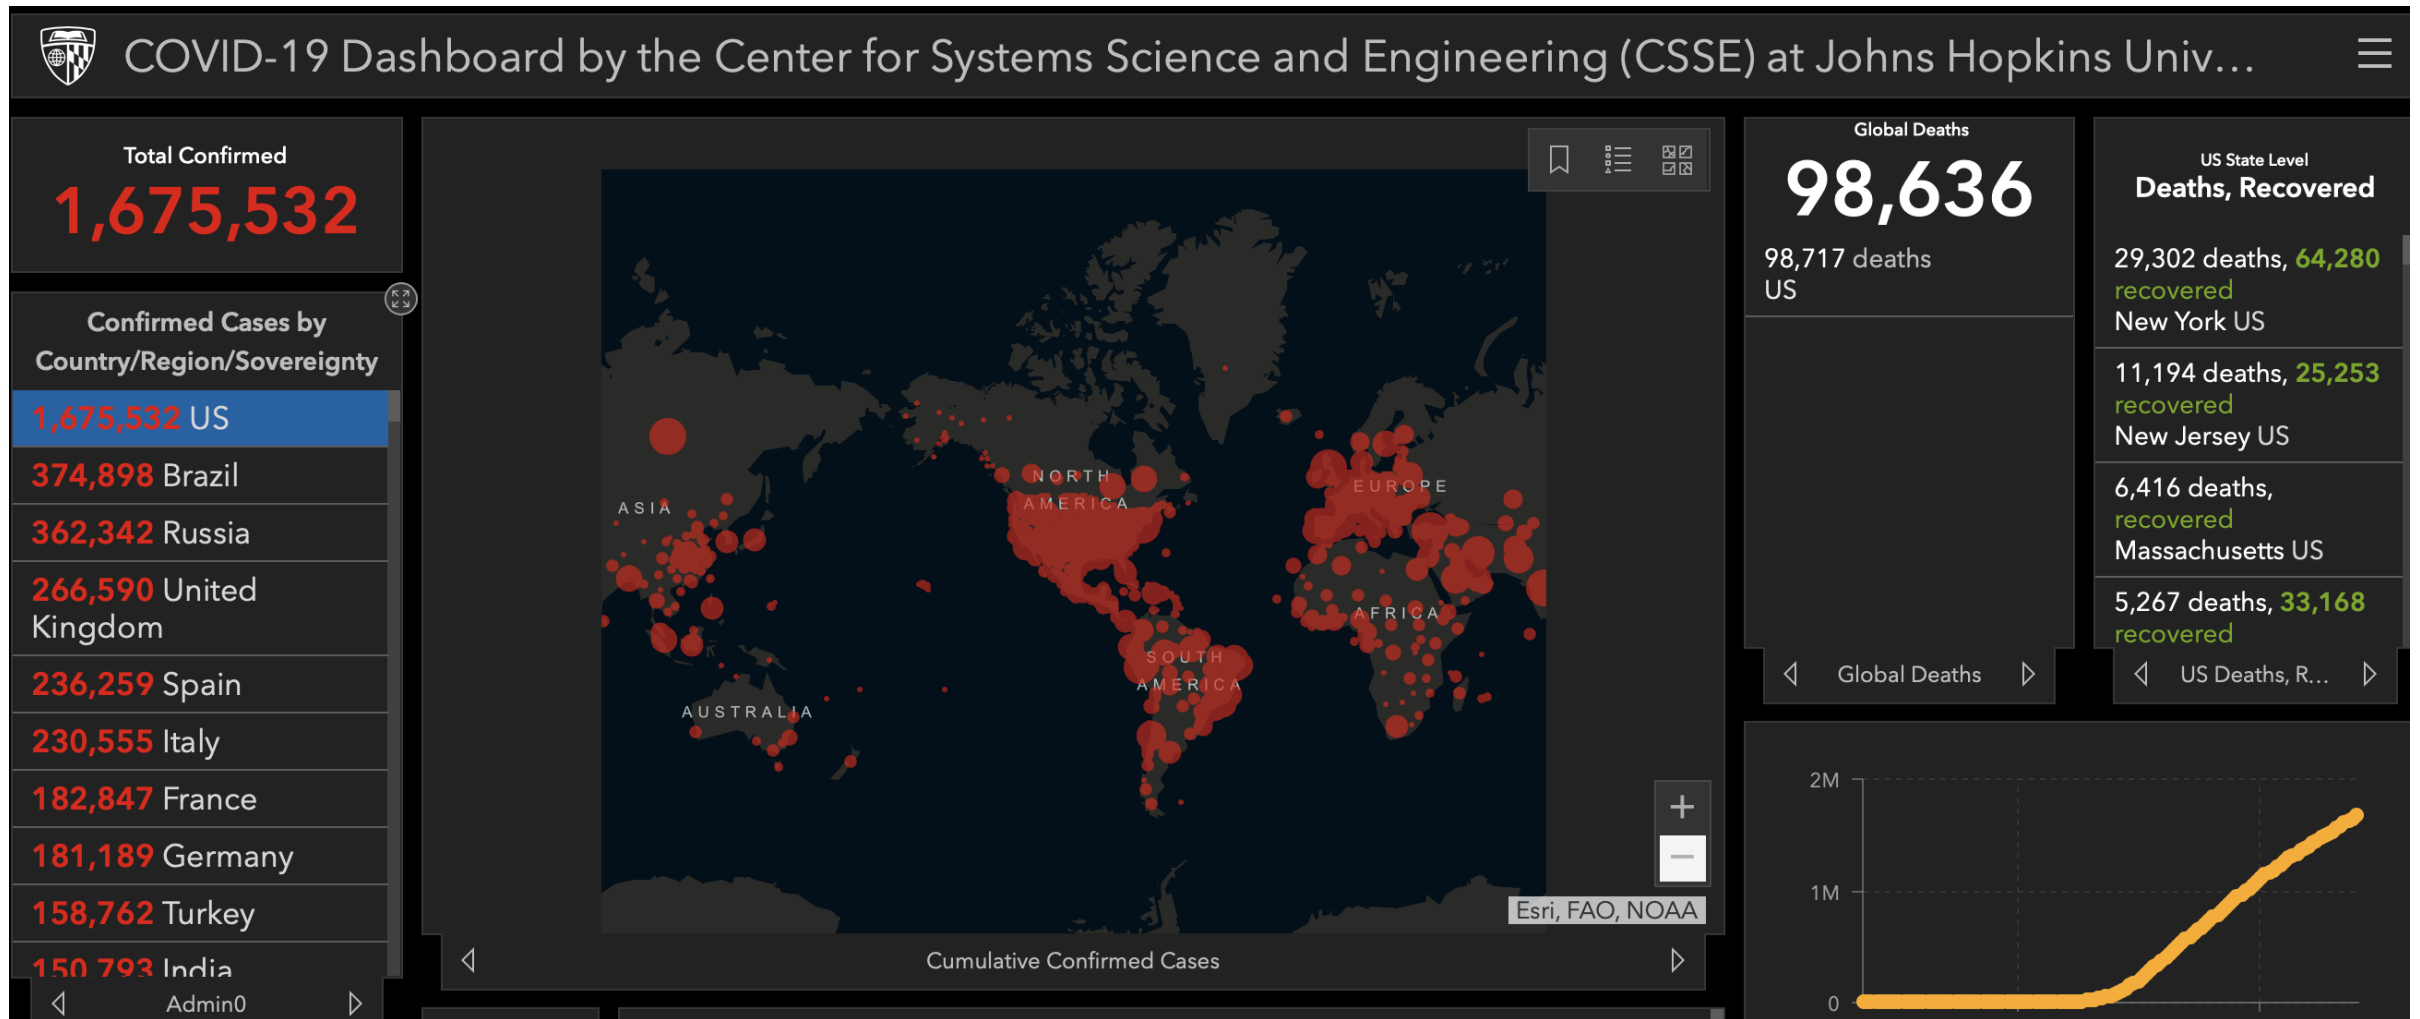 COVID-19 Dashboard by the Center for Systems Science and Engineering (CSSE) at Johns Hopkins Univ...
Total Confirmed
1,675,532
Confirmed Cases by
Country/Region/Sovereignty
1,675,532 US
374,898 Brazil
362,342 Russia
266,590 United
Kingdom
236,259 Spain
230,555 Italy
182,847 France
181,189 Germany
158,762 Turkey
150,793 India
Admin0
ASIA
NORTH
AMERICA
EUROPE
AFRICA
SOUTH
AMERICA
AUSTRALIA
Esri, FAO, NOAA
Cumulative Confirmed Cases
Global Deaths
98,636
98,717 deaths
US
Global Deaths
US State Level
Deaths, Recovered
29,302 deaths, 64,280
recovered
New York US
11,194 deaths, 25,253
recovered
New Jersey US
6,416 deaths,
recovered
Massachusetts US
5,267 deaths, 33,168
recovered
US Deaths, R...
2M
1M
0